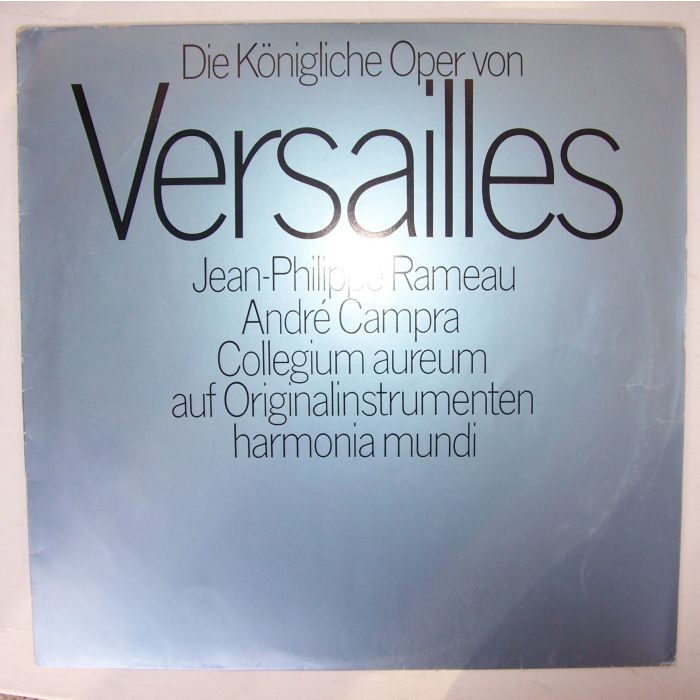 Die Königliche Oper von
Versailles
Jean-Philippe Rameau
André Campra
Collegium aureum
auf Originalinstrumenten
harmonia mundi